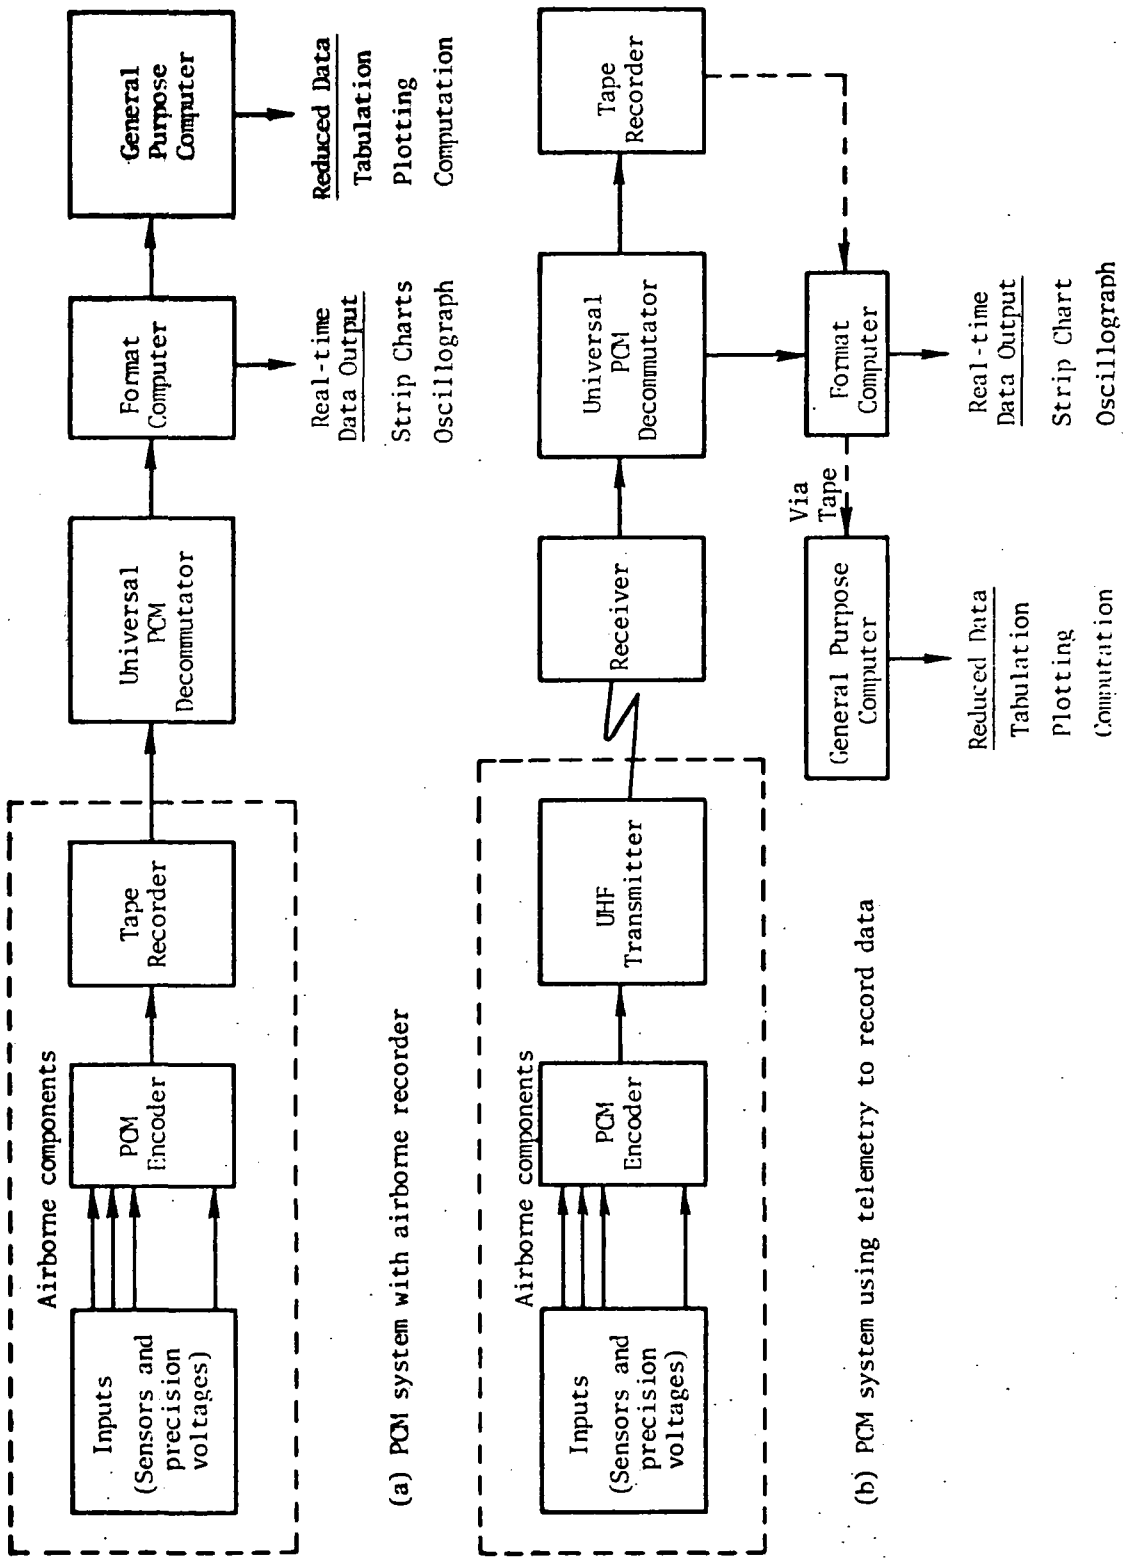 Airborne components
Inputs
(Sensors and
precision
voltages)
PCM
Encoder
Tape
Recorder
Universal
PCM
Decommutator
Format
Computer
General
Purpose
Computer
Real-time
Data Output
Strip Charts
Oscillograph
Reduced Data
Tabulation
Plotting
Computation
(a) PCM system with airborne recorder
Airborne components
Inputs
(Sensors and
precision
voltages)
PCM
Encoder
UHF
Transmitter
Receiver
Universal
PCM
Decommutator
Tape
Recorder
Via
Tape
General Purpose
Computer
Format
Computer
Reduced Data
Tabulation
Plotting
Computation
Real-time
Data Output
Strip Chart
Oscillograph
(b) PCM system using telemetry to record data